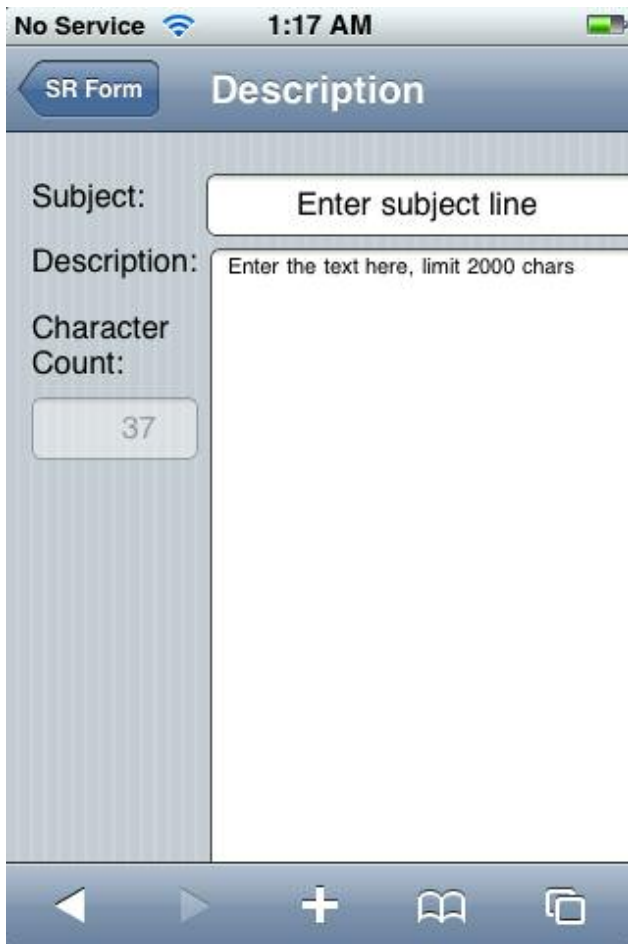 No Service 1:17 AM
SR Form Description
Subject: Enter subject line
Description: Enter the text here, limit 2000 chars
Character
Count:
37